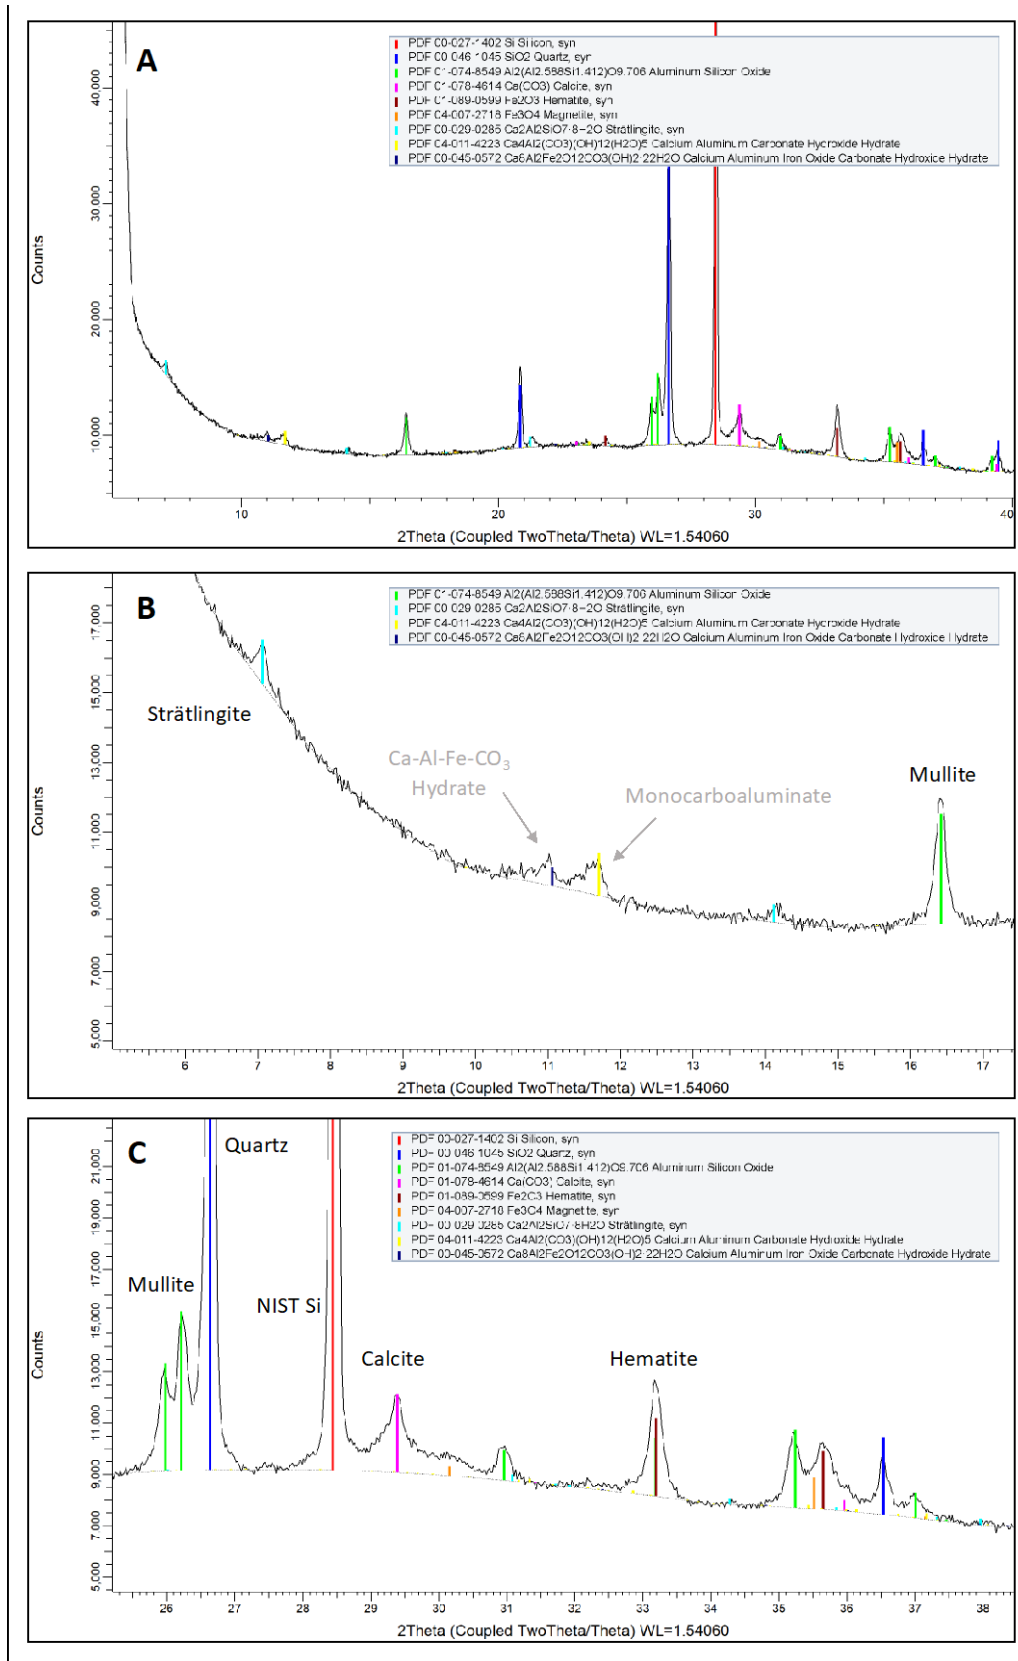 A
PDF 00-027-1402 Si Silicon, syn
PDF 00-046-1045 SiO2 Quartz, syn
PDF 01-074-8549 Al2(Al2.588Si1.412)O9.706 Aluminum Silicon Oxide
PDF 01-078-4614 Ca(CO3) Calcite, syn
PDF 01-089-0599 Fe2O3 Hematite, syn
PDF 04-007-2718 Fe3O4 Magnetite, syn
PDF 00-029-0285 Ca2Al2SiO7·8H2O Strätlingite, syn
PDF 04-011-4223 Ca4Al2(CO3)(OH)12(H2O)5 Calcium Aluminum Carbonate Hydroxide Hydrate
PDF 00-045-0572 Ca8Al2Fe2O12CO3(OH)2·22H2O Calcium Aluminum Iron Oxide Carbonate Hydroxide Hydrate
40,000
30,000
20,000
10,000
Counts
10 20 30 40
2Theta (Coupled TwoTheta/Theta) WL=1.54060
B
PDF 01-074-8549 Al2(Al2.588Si1.412)O9.706 Aluminum Silicon Oxide
PDF 00-029-0285 Ca2Al2SiO7·8H2O Strätlingite, syn
PDF 04-011-4223 Ca4Al2(CO3)(OH)12(H2O)5 Calcium Aluminum Carbonate Hydroxide Hydrate
PDF 00-045-0572 Ca8Al2Fe2O12CO3(OH)2·22H2O Calcium Aluminum Iron Oxide Carbonate Hydroxide Hydrate
Strätlingite
Ca-Al-Fe-CO3
Hydrate
Monocarboaluminate
Mullite
17,000
15,000
13,000
11,000
9,000
7,000
5,000
Counts
6 7 8 9 10 11 12 13 14 15 16 17
2Theta (Coupled TwoTheta/Theta) WL=1.54060
C
Quartz
PDF 00-027-1402 Si Silicon, syn
PDF 00-046-1045 SiO2 Quartz, syn
PDF 01-074-8549 Al2(Al2.588Si1.412)O9.706 Aluminum Silicon Oxide
PDF 01-078-4614 Ca(CO3) Calcite, syn
PDF 01-089-0599 Fe2O3 Hematite, syn
PDF 04-007-2718 Fe3O4 Magnetite, syn
PDF 00-029-0285 Ca2Al2SiO7·8H2O Strätlingite, syn
PDF 04-011-4223 Ca4Al2(CO3)(OH)12(H2O)5 Calcium Aluminum Carbonate Hydroxide Hydrate
PDF 00-045-0572 Ca8Al2Fe2O12CO3(OH)2·22H2O Calcium Aluminum Iron Oxide Carbonate Hydroxide Hydrate
Mullite
NIST Si
Calcite
Hematite
21,000
19,000
17,000
15,000
13,000
11,000
9,000
7,000
5,000
Counts
26 27 28 29 30 31 32 33 34 35 36 37 38
2Theta (Coupled TwoTheta/Theta) WL=1.54060